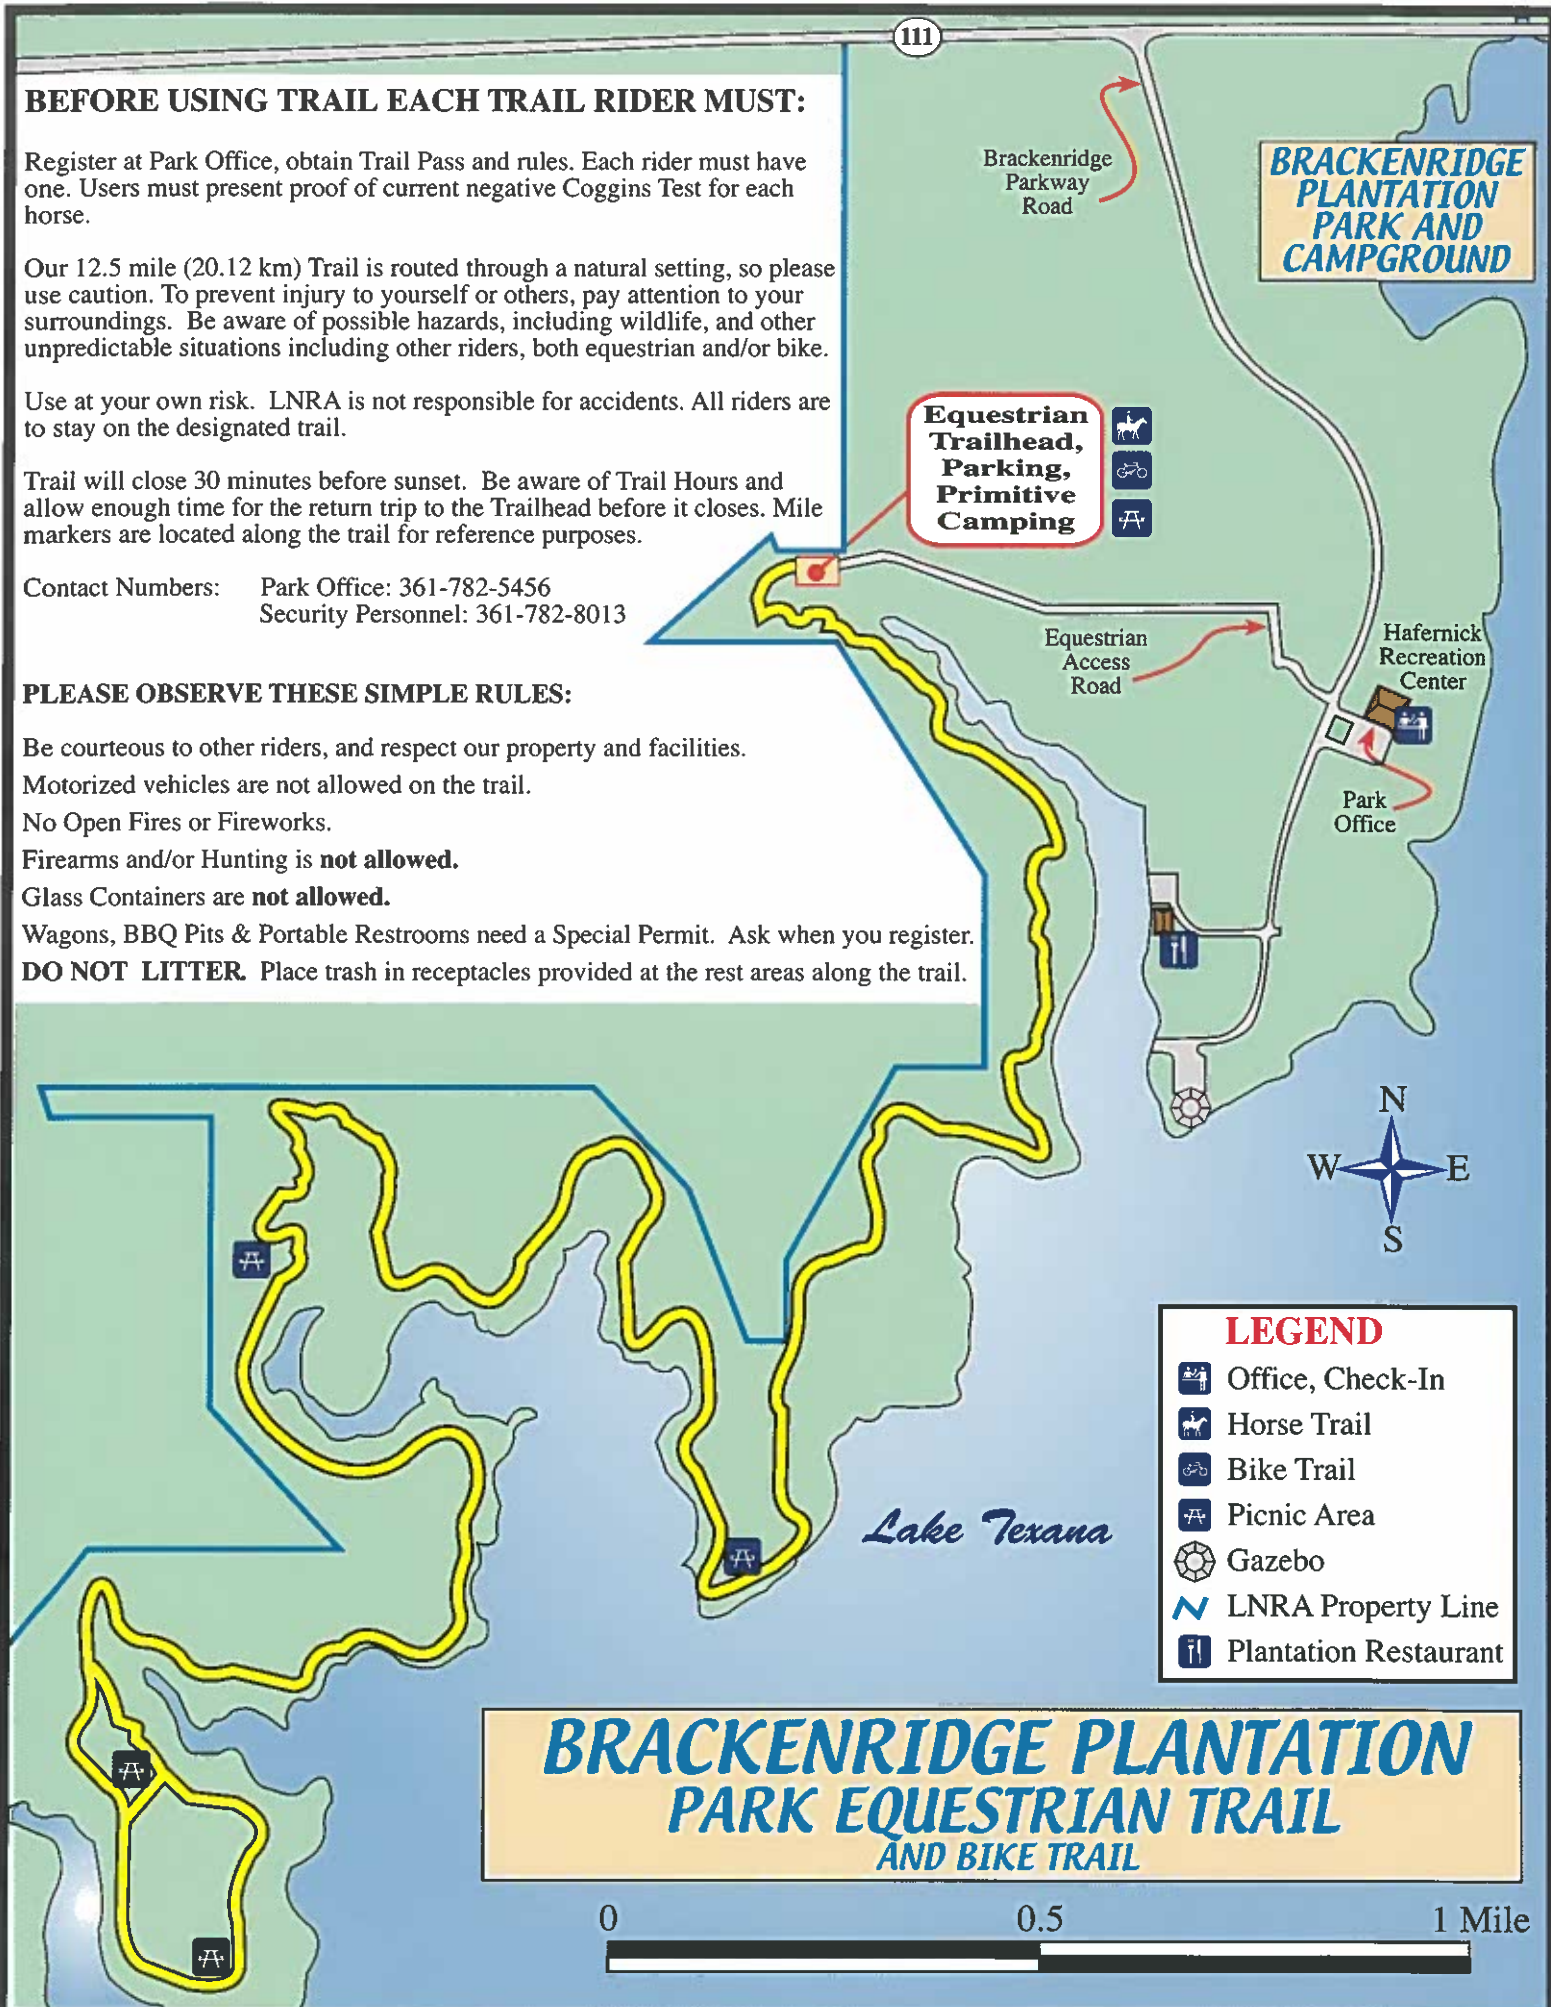 111
BEFORE USING TRAIL EACH TRAIL RIDER MUST:
Register at Park Office, obtain Trail Pass and rules. Each rider must have
one. Users must present proof of current negative Coggins Test for each
horse.
Our 12.5 mile (20.12 km) Trail is routed through a natural setting, so please
use caution. To prevent injury to yourself or others, pay attention to your
surroundings. Be aware of possible hazards, including wildlife, and other
unpredictable situations including other riders, both equestrian and/or bike.
Use at your own risk. LNRA is not responsible for accidents. All riders are
to stay on the designated trail.
Trail will close 30 minutes before sunset. Be aware of Trail Hours and
allow enough time for the return trip to the Trailhead before it closes. Mile
markers are located along the trail for reference purposes.
Contact Numbers: Park Office: 361-782-5456
Security Personnel: 361-782-8013
PLEASE OBSERVE THESE SIMPLE RULES:
Be courteous to other riders, and respect our property and facilities.
Motorized vehicles are not allowed on the trail.
No Open Fires or Fireworks.
Firearms and/or Hunting is not allowed.
Glass Containers are not allowed.
Wagons, BBQ Pits & Portable Restrooms need a Special Permit. Ask when you register.
DO NOT LITTER. Place trash in receptacles provided at the rest areas along the trail.
Brackenridge
Parkway
Road
BRACKENRIDGE
PLANTATION
PARK AND
CAMPGROUND
Equestrian
Trailhead,
Parking,
Primitive
Camping
Equestrian
Access
Road
Hafernick
Recreation
Center
Park
Office
N
W E
S
Lake Texana
LEGEND
Office, Check-In
Horse Trail
Bike Trail
Picnic Area
Gazebo
LNRA Property Line
Plantation Restaurant
BRACKENRIDGE PLANTATION
PARK EQUESTRIAN TRAIL
AND BIKE TRAIL
0 0.5 1 Mile